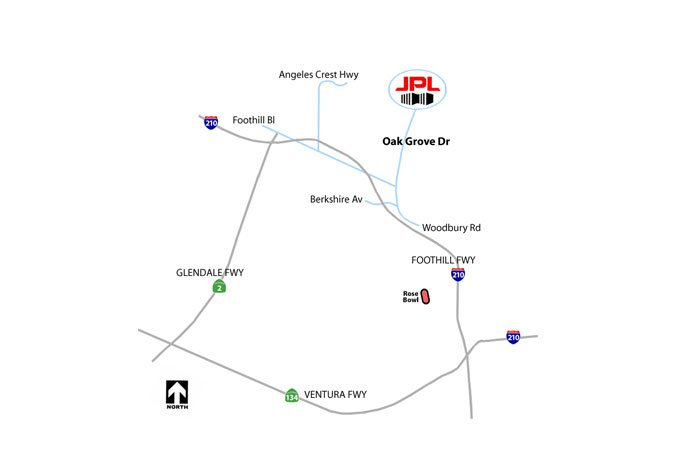 Angeles Crest Hwy
JPL
210
Foothill Bl
Oak Grove Dr
Berkshire Av
Woodbury Rd
FOOTHILL FWY
GLENDALE FWY
210
2
Rose
Bowl
210
134
VENTURA FWY
NORTH